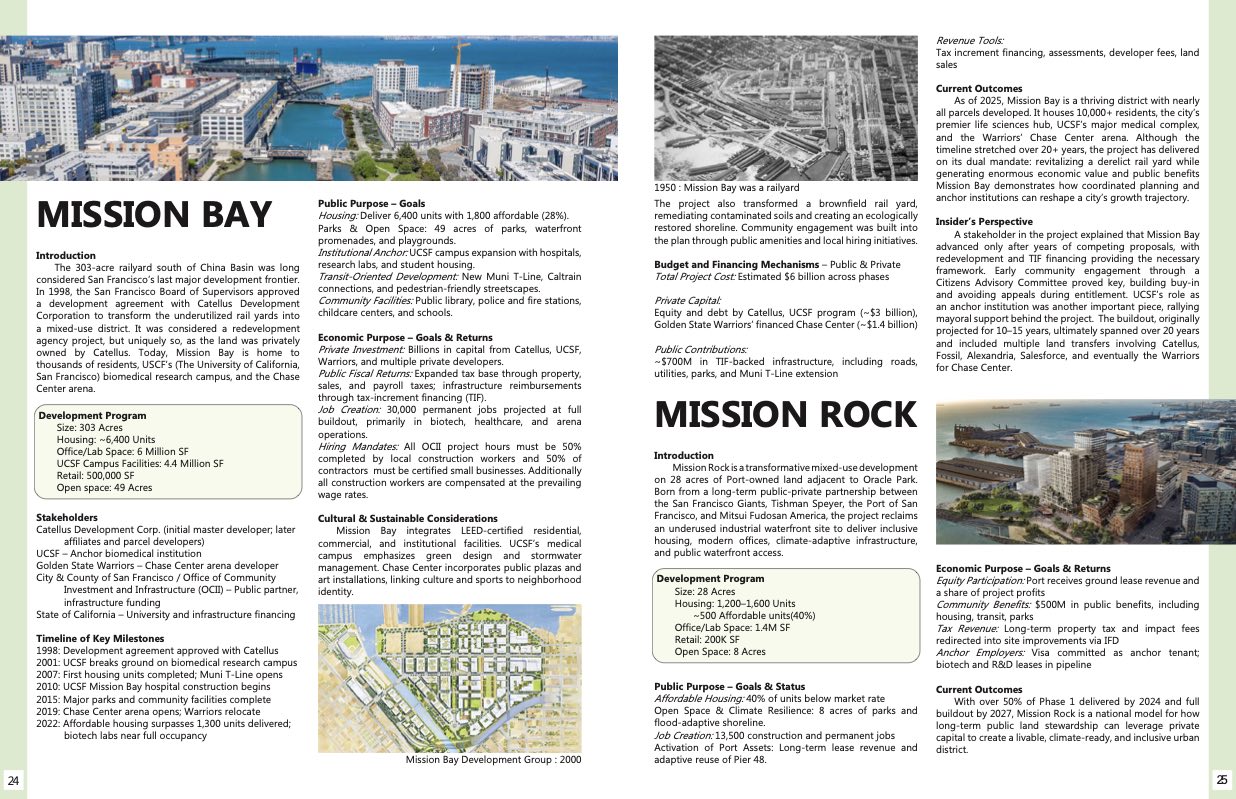 MISSION BAY
Introduction
The 303-acre railyard south of China Basin was long
considered San Francisco's last major development frontier.
In 1998, the San Francisco Board of Supervisors approved
a development agreement with Catellus Development
Corporation to transform the underutilized rail yards into
a mixed-use district. It was considered a redevelopment
agency project, but uniquely so, as the land was privately
owned by Catellus. Today, Mission Bay is home to
thousands of residents, USCF's (The University of California,
San Francisco) biomedical research campus, and the Chase
Center arena.
Development Program
Size: 303 Acres
Housing: ~6,400 Units
Office/Lab Space: 6 Million SF
UCSF Campus Facilities: 4.4 Million SF
Retail: 500,000 SF
Open space: 49 Acres
Stakeholders
Catellus Development Corp. (initial master developer; later
affiliates and parcel developers)
UCSF – Anchor biomedical institution
Golden State Warriors – Chase Center arena developer
City & County of San Francisco / Office of Community
Investment and Infrastructure (OCII) – Public partner,
infrastructure funding
State of California – University and infrastructure financing
Timeline of Key Milestones
1998: Development agreement approved with Catellus
2001: UCSF breaks ground on biomedical research campus
2007: First housing units completed; Muni T-Line opens
2010: UCSF Mission Bay hospital construction begins
2015: Major parks and community facilities complete
2019: Chase Center arena opens; Warriors relocate
2022: Affordable housing surpasses 1,300 units delivered;
biotech labs near full occupancy
24
Public Purpose – Goals
Housing: Deliver 6,400 units with 1,800 affordable (28%).
Parks & Open Space: 49 acres of parks, waterfront
promenades, and playgrounds.
Institutional Anchor: UCSF campus expansion with hospitals,
research labs, and student housing.
Transit-Oriented Development: New Muni T-Line, Caltrain
connections, and pedestrian-friendly streetscapes.
Community Facilities: Public library, police and fire stations,
childcare centers, and schools.
Economic Purpose – Goals & Returns
Private Investment: Billions in capital from Catellus, UCSF,
Warriors, and multiple private developers.
Public Fiscal Returns: Expanded tax base through property,
sales, and payroll taxes; infrastructure reimbursements
through tax-increment financing (TIF).
Job Creation: 30,000 permanent jobs projected at full
buildout, primarily in biotech, healthcare, and arena
operations.
Hiring Mandates: All OCII project hours must be 50%
completed by local construction workers and 50% of
contractors must be certified small businesses. Additionally
all construction workers are compensated at the prevailing
wage rates.
Cultural & Sustainable Considerations
Mission Bay integrates LEED-certified residential,
commercial, and institutional facilities. UCSF's medical
campus emphasizes green design and stormwater
management. Chase Center incorporates public plazas and
art installations, linking culture and sports to neighborhood
identity.
Mission Bay Development Group : 2000
1950 : Mission Bay was a railyard
The project also transformed a brownfield rail yard,
remediating contaminated soils and creating an ecologically
restored shoreline. Community engagement was built into
the plan through public amenities and local hiring initiatives.
Budget and Financing Mechanisms – Public & Private
Total Project Cost: Estimated $6 billion across phases
Private Capital:
Equity and debt by Catellus, UCSF program (~$3 billion),
Golden State Warriors' financed Chase Center (~$1.4 billion)
Public Contributions:
~$700M in TIF-backed infrastructure, including roads,
utilities, parks, and Muni T-Line extension
Revenue Tools:
Tax increment financing, assessments, developer fees, land
sales
Current Outcomes
As of 2025, Mission Bay is a thriving district with nearly
all parcels developed. It houses 10,000+ residents, the city's
premier life sciences hub, UCSF's major medical complex,
and the Warriors' Chase Center arena. Although the
timeline stretched over 20+ years, the project has delivered
on its dual mandate: revitalizing a derelict rail yard while
generating enormous economic value and public benefits
Mission Bay demonstrates how coordinated planning and
anchor institutions can reshape a city's growth trajectory.
Insider's Perspective
A stakeholder in the project explained that Mission Bay
advanced only after years of competing proposals, with
redevelopment and TIF financing providing the necessary
framework. Early community engagement through a
Citizens Advisory Committee proved key, building buy-in
and avoiding appeals during entitlement. UCSF's role as
an anchor institution was another important piece, rallying
mayoral support behind the project. The buildout, originally
projected for 10–15 years, ultimately spanned over 20 years
and included multiple land transfers involving Catellus,
Fossil, Alexandria, Salesforce, and eventually the Warriors
for Chase Center.
MISSION ROCK
Introduction
Mission Rock is a transformative mixed-use development
on 28 acres of Port-owned land adjacent to Oracle Park.
Born from a long-term public-private partnership between
the San Francisco Giants, Tishman Speyer, the Port of San
Francisco, and Mitsui Fudosan America, the project reclaims
an underused industrial waterfront site to deliver inclusive
housing, modern offices, climate-adaptive infrastructure,
and public waterfront access.
Development Program
Size: 28 Acres
Housing: 1,200–1,600 Units
~500 Affordable units(40%)
Office/Lab Space: 1.4M SF
Retail: 200K SF
Open Space: 8 Acres
Public Purpose – Goals & Status
Affordable Housing: 40% of units below market rate
Open Space & Climate Resilience: 8 acres of parks and
flood-adaptive shoreline.
Job Creation: 13,500 construction and permanent jobs
Activation of Port Assets: Long-term lease revenue and
adaptive reuse of Pier 48.
Economic Purpose – Goals & Returns
Equity Participation: Port receives ground lease revenue and
a share of project profits
Community Benefits: $500M in public benefits, including
housing, transit, parks
Tax Revenue: Long-term property tax and impact fees
redirected into site improvements via IFD
Anchor Employers: Visa committed as anchor tenant;
biotech and R&D leases in pipeline
Current Outcomes
With over 50% of Phase 1 delivered by 2024 and full
buildout by 2027, Mission Rock is a national model for how
long-term public land stewardship can leverage private
capital to create a livable, climate-ready, and inclusive urban
district.
25